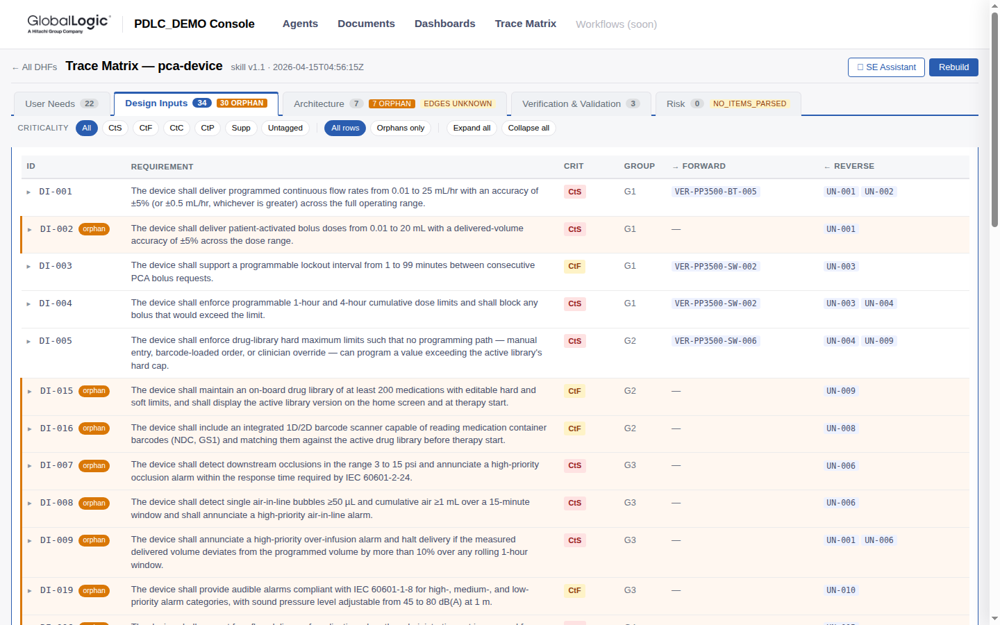 GlobalLogic®
A Hitachi Group Company
PDLC_DEMO Console
Agents
Documents
Dashboards
Trace Matrix
Workflows (soon)
← All DHFs
Trace Matrix — pca-device
skill v1.1 · 2026-04-15T04:56:15Z
SE Assistant
Rebuild
User Needs 22
Design Inputs 34 30 ORPHAN
Architecture 7 7 ORPHAN EDGES UNKNOWN
Verification & Validation 3
Risk 0 NO_ITEMS_PARSED
CRITICALITY All CtS CtF CtC CtP Supp Untagged All rows Orphans only Expand all Collapse all
ID REQUIREMENT CRIT GROUP → FORWARD ← REVERSE
▸ DI-001 The device shall deliver programmed continuous flow rates from 0.01 to 25 mL/hr with an accuracy of CtS G1 VER-PP3500-BT-005 UN-001 UN-002
±5% (or ±0.5 mL/hr, whichever is greater) across the full operating range.
▸ DI-002 orphan The device shall deliver patient-activated bolus doses from 0.01 to 20 mL with a delivered-volume CtS G1 — UN-001
accuracy of ±5% across the dose range.
▸ DI-003 The device shall support a programmable lockout interval from 1 to 99 minutes between consecutive CtF G1 VER-PP3500-SW-002 UN-003
PCA bolus requests.
▸ DI-004 The device shall enforce programmable 1-hour and 4-hour cumulative dose limits and shall block any CtS G1 VER-PP3500-SW-002 UN-003 UN-004
bolus that would exceed the limit.
▸ DI-005 The device shall enforce drug-library hard maximum limits such that no programming path — manual CtS G2 VER-PP3500-SW-006 UN-004 UN-009
entry, barcode-loaded order, or clinician override — can program a value exceeding the active library's
hard cap.
▸ DI-015 orphan The device shall maintain an on-board drug library of at least 200 medications with editable hard and CtF G2 — UN-009
soft limits, and shall display the active library version on the home screen and at therapy start.
▸ DI-016 orphan The device shall include an integrated 1D/2D barcode scanner capable of reading medication container CtF G2 — UN-008
barcodes (NDC, GS1) and matching them against the active drug library before therapy start.
▸ DI-007 orphan The device shall detect downstream occlusions in the range 3 to 15 psi and annunciate a high-priority CtS G3 — UN-006
occlusion alarm within the response time required by IEC 60601-2-24.
▸ DI-008 orphan The device shall detect single air-in-line bubbles ≥50 µL and cumulative air ≥1 mL over a 15-minute CtS G3 — UN-006
window and shall annunciate a high-priority air-in-line alarm.
▸ DI-009 orphan The device shall annunciate a high-priority over-infusion alarm and halt delivery if the measured CtS G3 — UN-001 UN-006
delivered volume deviates from the programmed volume by more than 10% over any rolling 1-hour
window.
▸ DI-019 orphan The device shall provide audible alarms compliant with IEC 60601-1-8 for high-, medium-, and low- CtF G3 — UN-010
priority alarm categories, with sound pressure level adjustable from 45 to 80 dB(A) at 1 m.